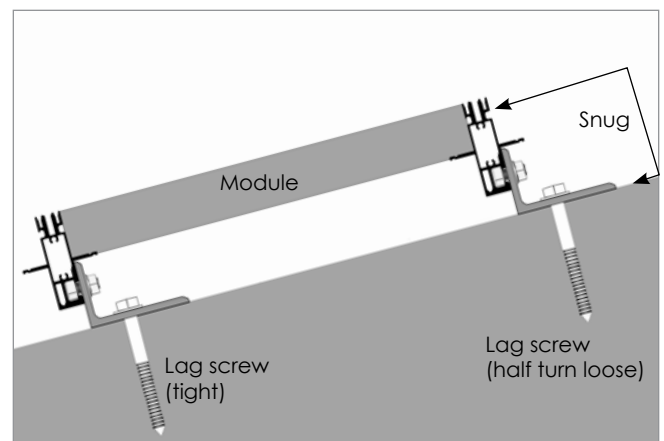 Snug
Module
Lag screw
(half turn loose)
Lag screw
(tight)